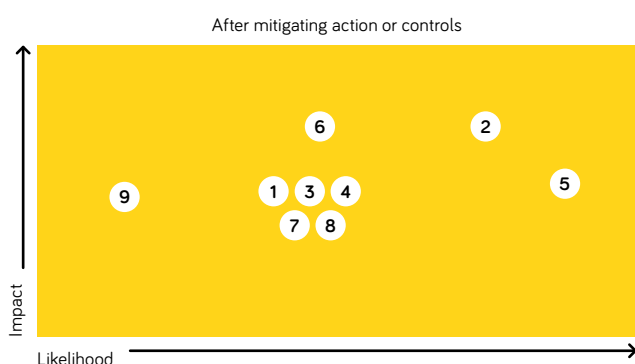 After mitigating action or controls
6
2
5
9
1 3 4
7 8
Impact
Likelihood